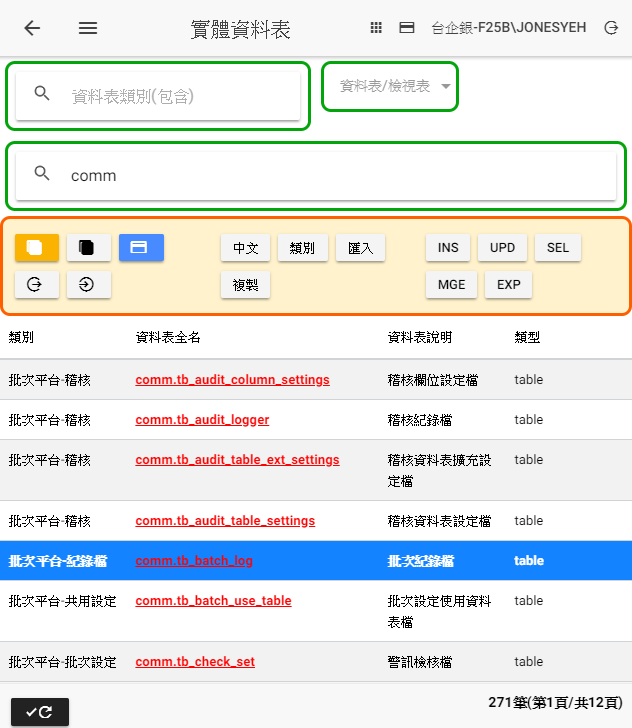 實體資料表
台企銀-F25B\JONESYEH
資料表類別(包含)
資料表/檢視表
comm
中文 類別 匯入 INS UPD SEL
複製 MGE EXP
類別 資料表全名 資料表說明 類型
批次平台-稽核 comm.tb_audit_column_settings 稽核欄位設定檔 table
批次平台-稽核 comm.tb_audit_logger 稽核紀錄檔 table
批次平台-稽核 comm.tb_audit_table_ext_settings 稽核資料表擴充設 table
定檔
批次平台-稽核 comm.tb_audit_table_settings 稽核資料表設定檔 table
批次平台-紀錄檔 comm.tb_batch_log 批次紀錄檔 table
批次平台-共用設定 comm.tb_batch_use_table 批次設定使用資料 table
表檔
批次平台-批次設定 comm.tb_check_set 警訊檢核檔 table
271筆(第1頁/共12頁)